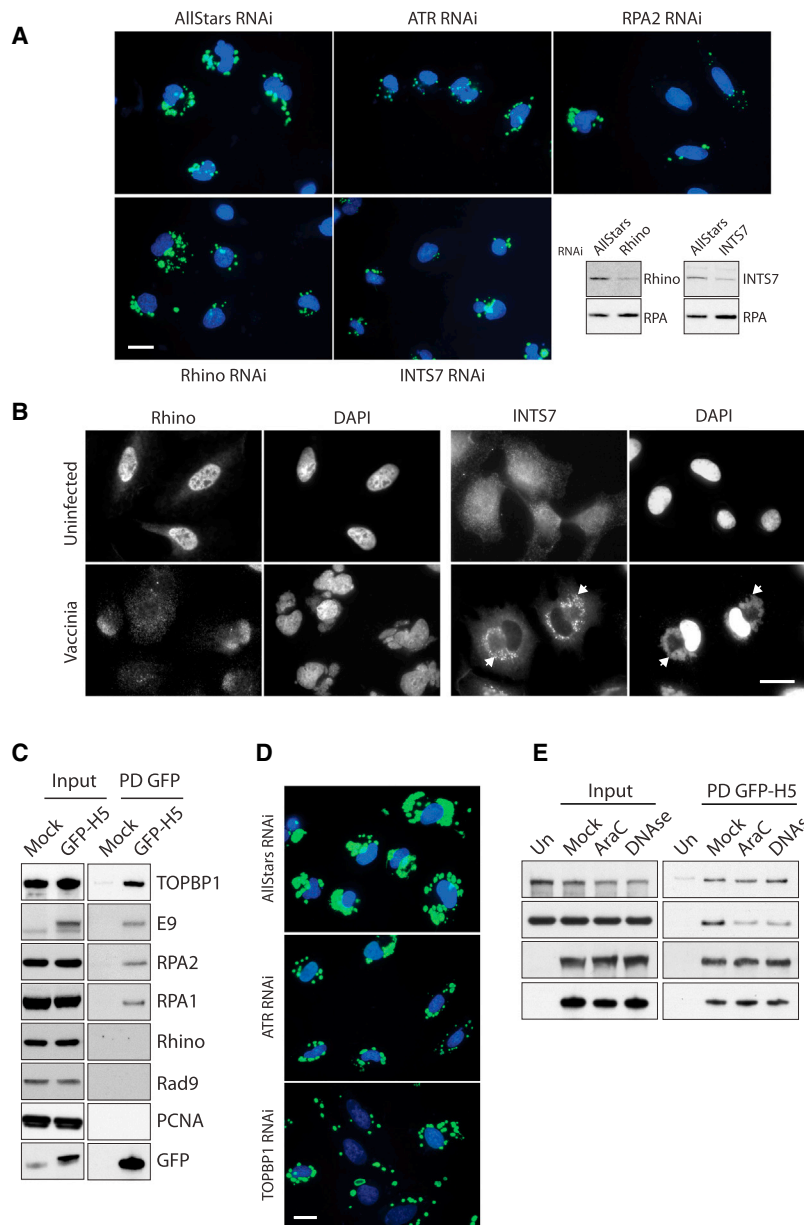 A
AllStars RNAi
ATR RNAi
RPA2 RNAi
RNAi
AllStars
Rhino
AllStars
INTS7
Rhino
INTS7
RPA
RPA
Rhino RNAi
INTS7 RNAi
B
Rhino
DAPI
INTS7
DAPI
Uninfected
Vaccinia
C
Input
PD GFP
Mock
GFP-H5
Mock
GFP-H5
TOPBP1
E9
RPA2
RPA1
Rhino
Rad9
PCNA
GFP
D
AllStars RNAi
ATR RNAi
TOPBP1 RNAi
E
Input
PD GFP-H5
Un
Mock
AraC
DNAse
Un
Mock
AraC